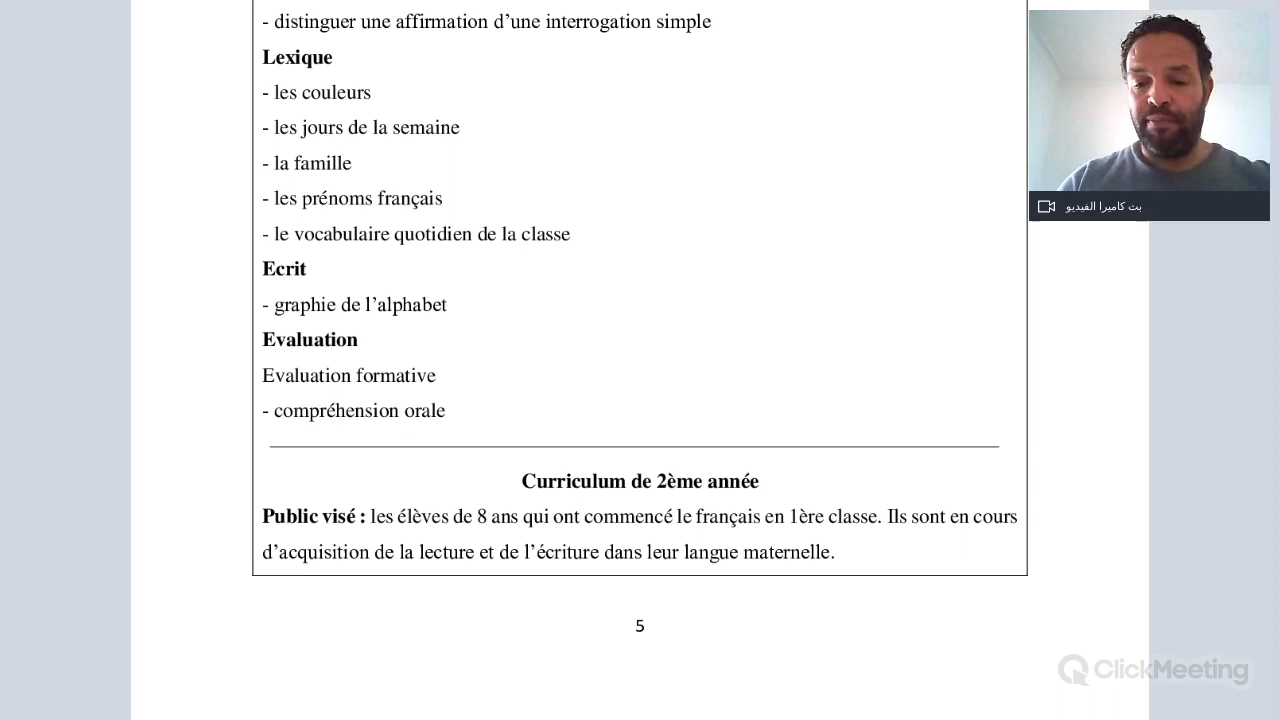 - distinguer une affirmation d’une interrogation simple
Lexique
- les couleurs
- les jours de la semaine
- la famille
- les prénoms français
- le vocabulaire quotidien de la classe
Ecrit
- graphie de l’alphabet
Evaluation
Evaluation formative
- compréhension orale
Curriculum de 2ème année
Public visé : les élèves de 8 ans qui ont commencé le français en 1ère classe. Ils sont en cours
d’acquisition de la lecture et de l’écriture dans leur langue maternelle.
5
بث كاميرا الفيديو
ClickMeeting